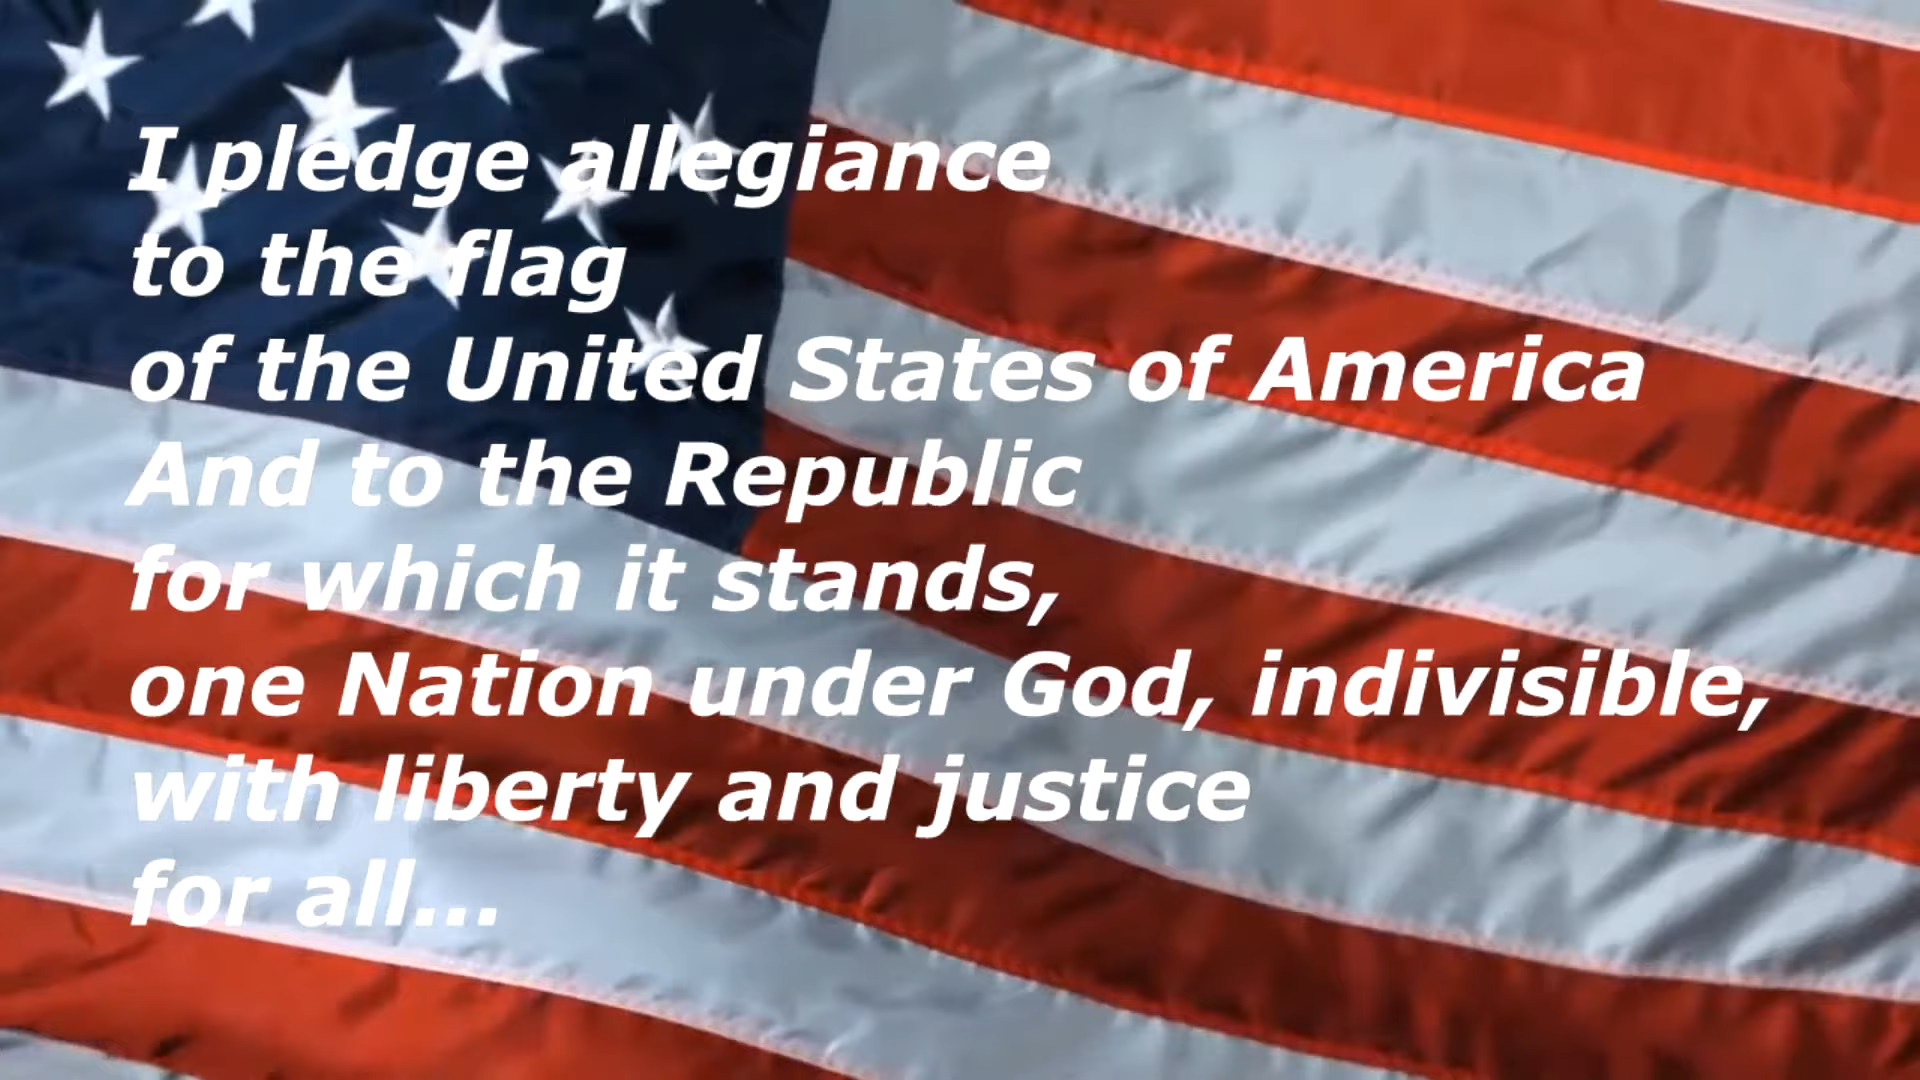 I pledge allegiance
to the flag
of the United States of America
And to the Republic
for which it stands,
one Nation under God, indivisible,
with liberty and justice
for all...